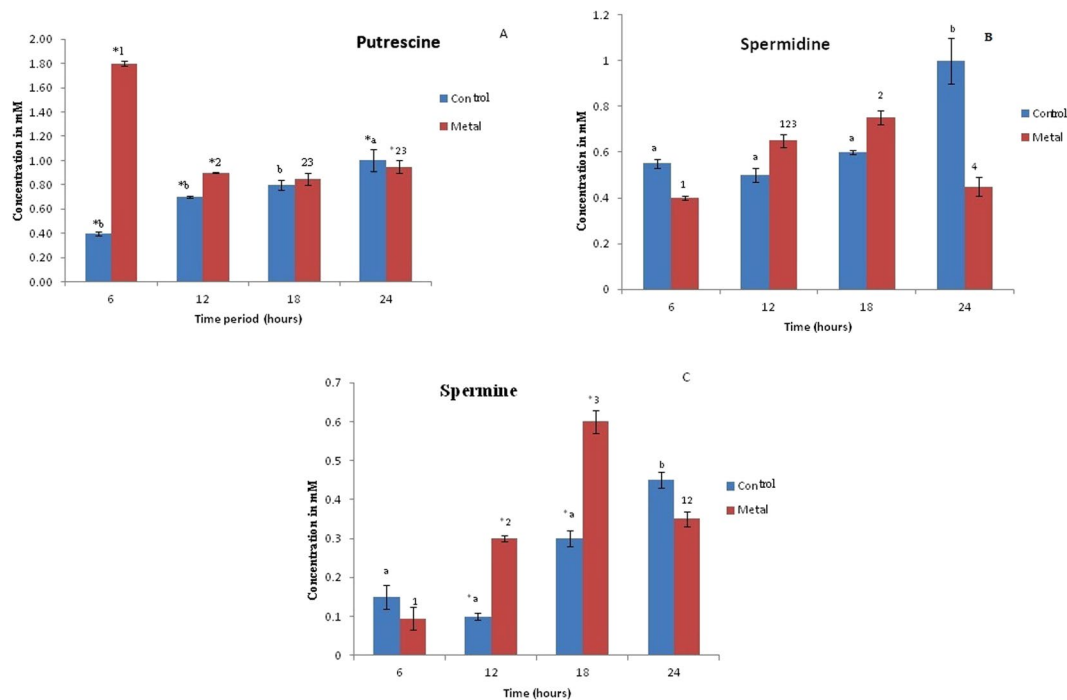 Putrescine
A
Concentration in mM
2.00
1.80
1.60
1.40
1.20
1.00
0.80
0.60
0.40
0.20
0.00
*b
*1
*b
*2
b
23
*a
*23
6
12
18
24
Time period (hours)
Control
Metal
Spermidine
B
Concentration in mM
1.2
1
0.8
0.6
0.4
0.2
0
a
1
a
123
a
2
b
4
6
12
18
24
Time (hours)
Control
Metal
Spermine
C
Concentration in mM
0.7
0.6
0.5
0.4
0.3
0.2
0.1
0
a
1
*a
*2
*a
*3
b
12
6
12
18
24
Time (hours)
Control
Metal